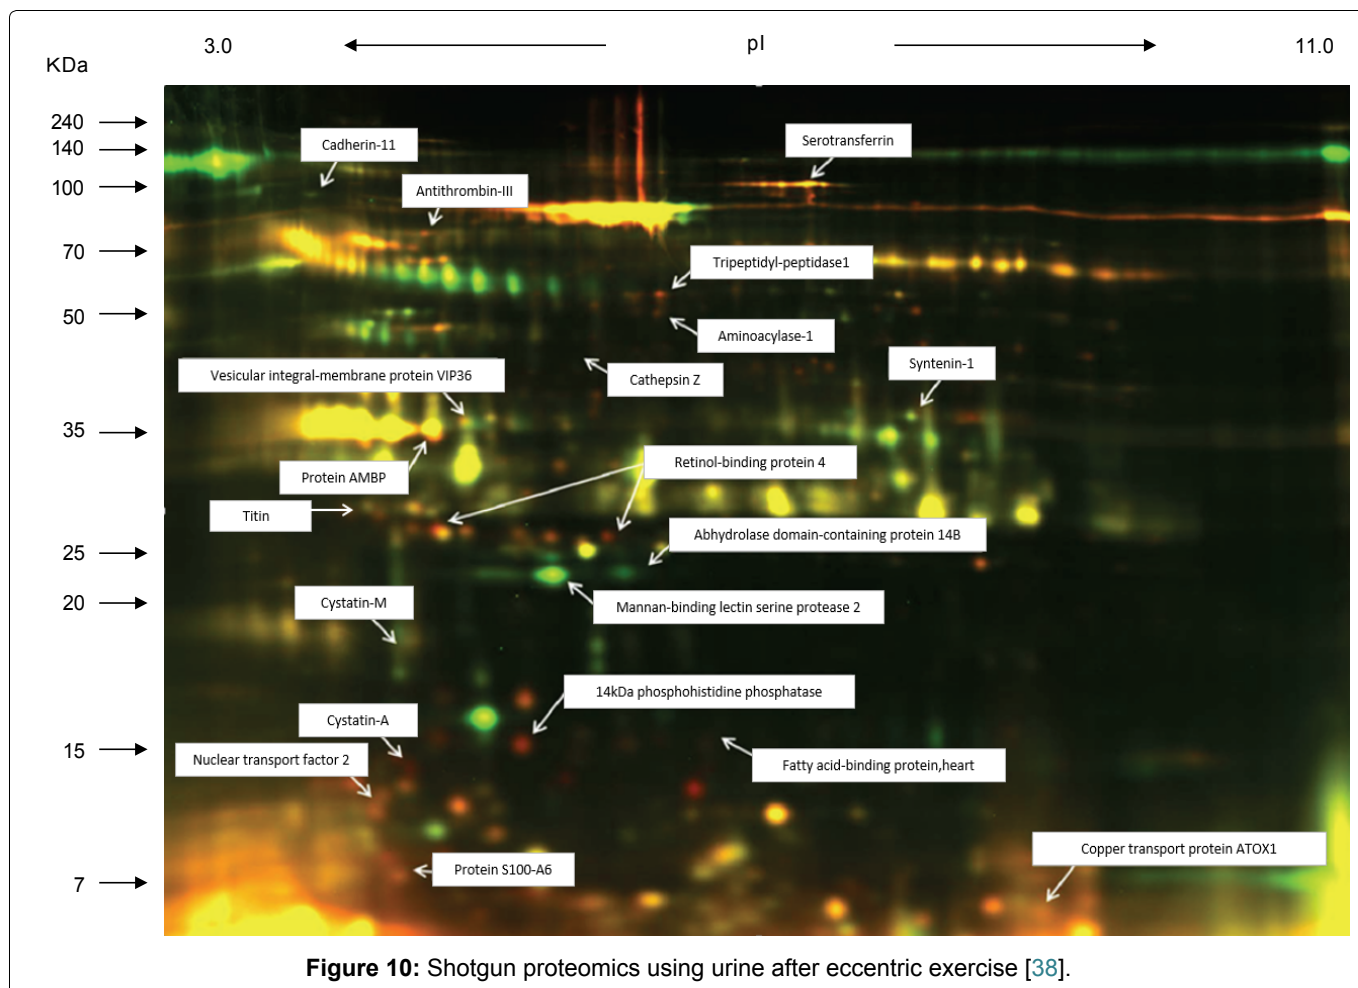 3.0 pI 11.0
KDa
240
140
100
70
50
35
25
20
15
7
Cadherin-11
Serotransferrin
Antithrombin-III
Tripeptidyl-peptidase1
Aminoacylase-1
Syntenin-1
Vesicular integral-membrane protein VIP36
Cathepsin Z
Retinol-binding protein 4
Protein AMBP
Titin
Abhydrolase domain-containing protein 14B
Cystatin-M
Mannan-binding lectin serine protease 2
14kDa phosphohistidine phosphatase
Cystatin-A
Nuclear transport factor 2
Fatty acid-binding protein,heart
Copper transport protein ATOX1
Protein S100-A6
Figure 10: Shotgun proteomics using urine after eccentric exercise [38].